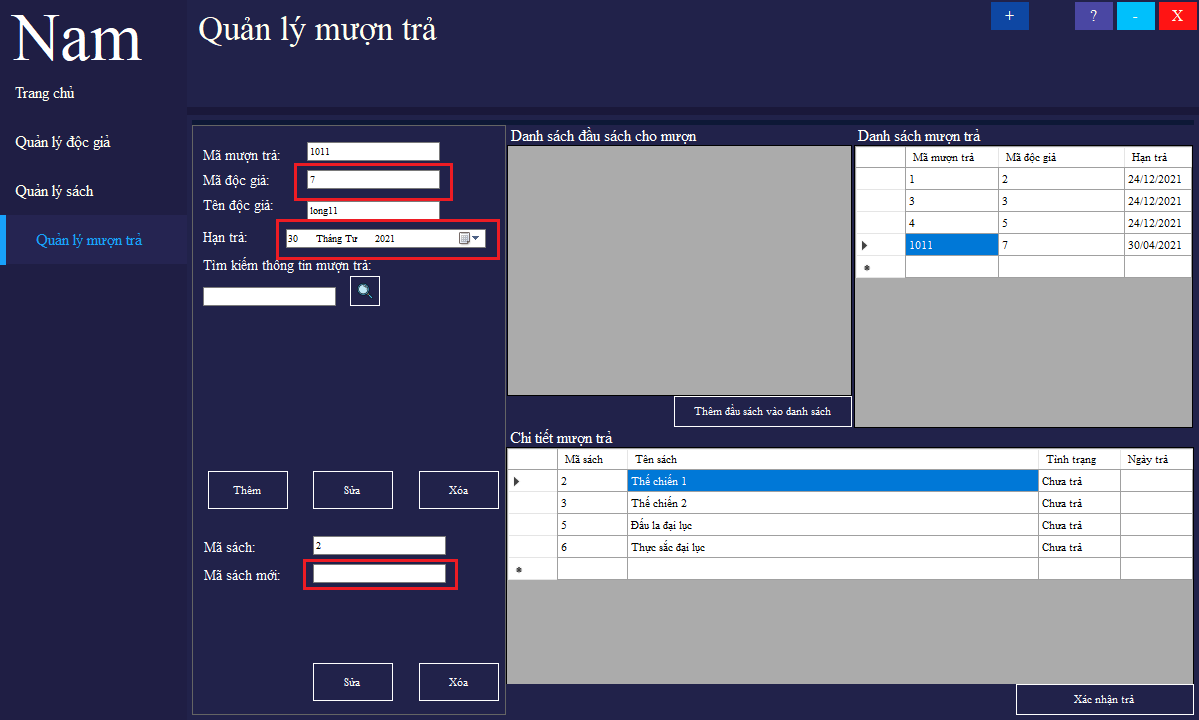 Nam
Trang chủ
Quản lý độc giả
Quản lý sách
Quản lý mượn trả
Quản lý mượn trả
+
?
-
X
Mã mượn trả:
1011
Mã độc giả:
7
Tên độc giả:
long11
Hạn trả:
30 Tháng Tư 2021
Tìm kiếm thông tin mượn trả:
Thêm
Sửa
Xóa
Mã sách:
2
Mã sách mới:
Sửa
Xóa
Danh sách đầu sách cho mượn
Thêm đầu sách vào danh sách
Danh sách mượn trả
Mã mượn trả Mã độc giả Hạn trả
1 2 24/12/2021
3 3 24/12/2021
4 5 24/12/2021
1011 7 30/04/2021
Chi tiết mượn trả
Mã sách Tên sách Tình trạng Ngày trả
2 Thế chiến 1 Chưa trả
3 Thế chiến 2 Chưa trả
5 Đấu la đại lục Chưa trả
6 Thực sắc đại lục Chưa trả
Xác nhận trả